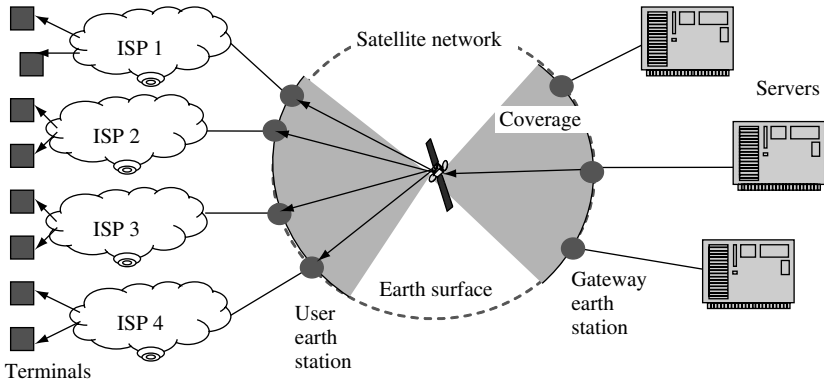 ISP 1
Satellite network
Servers
Coverage
ISP 2
ISP 3
ISP 4
Earth surface
User
earth
station
Gateway
earth
station
Terminals